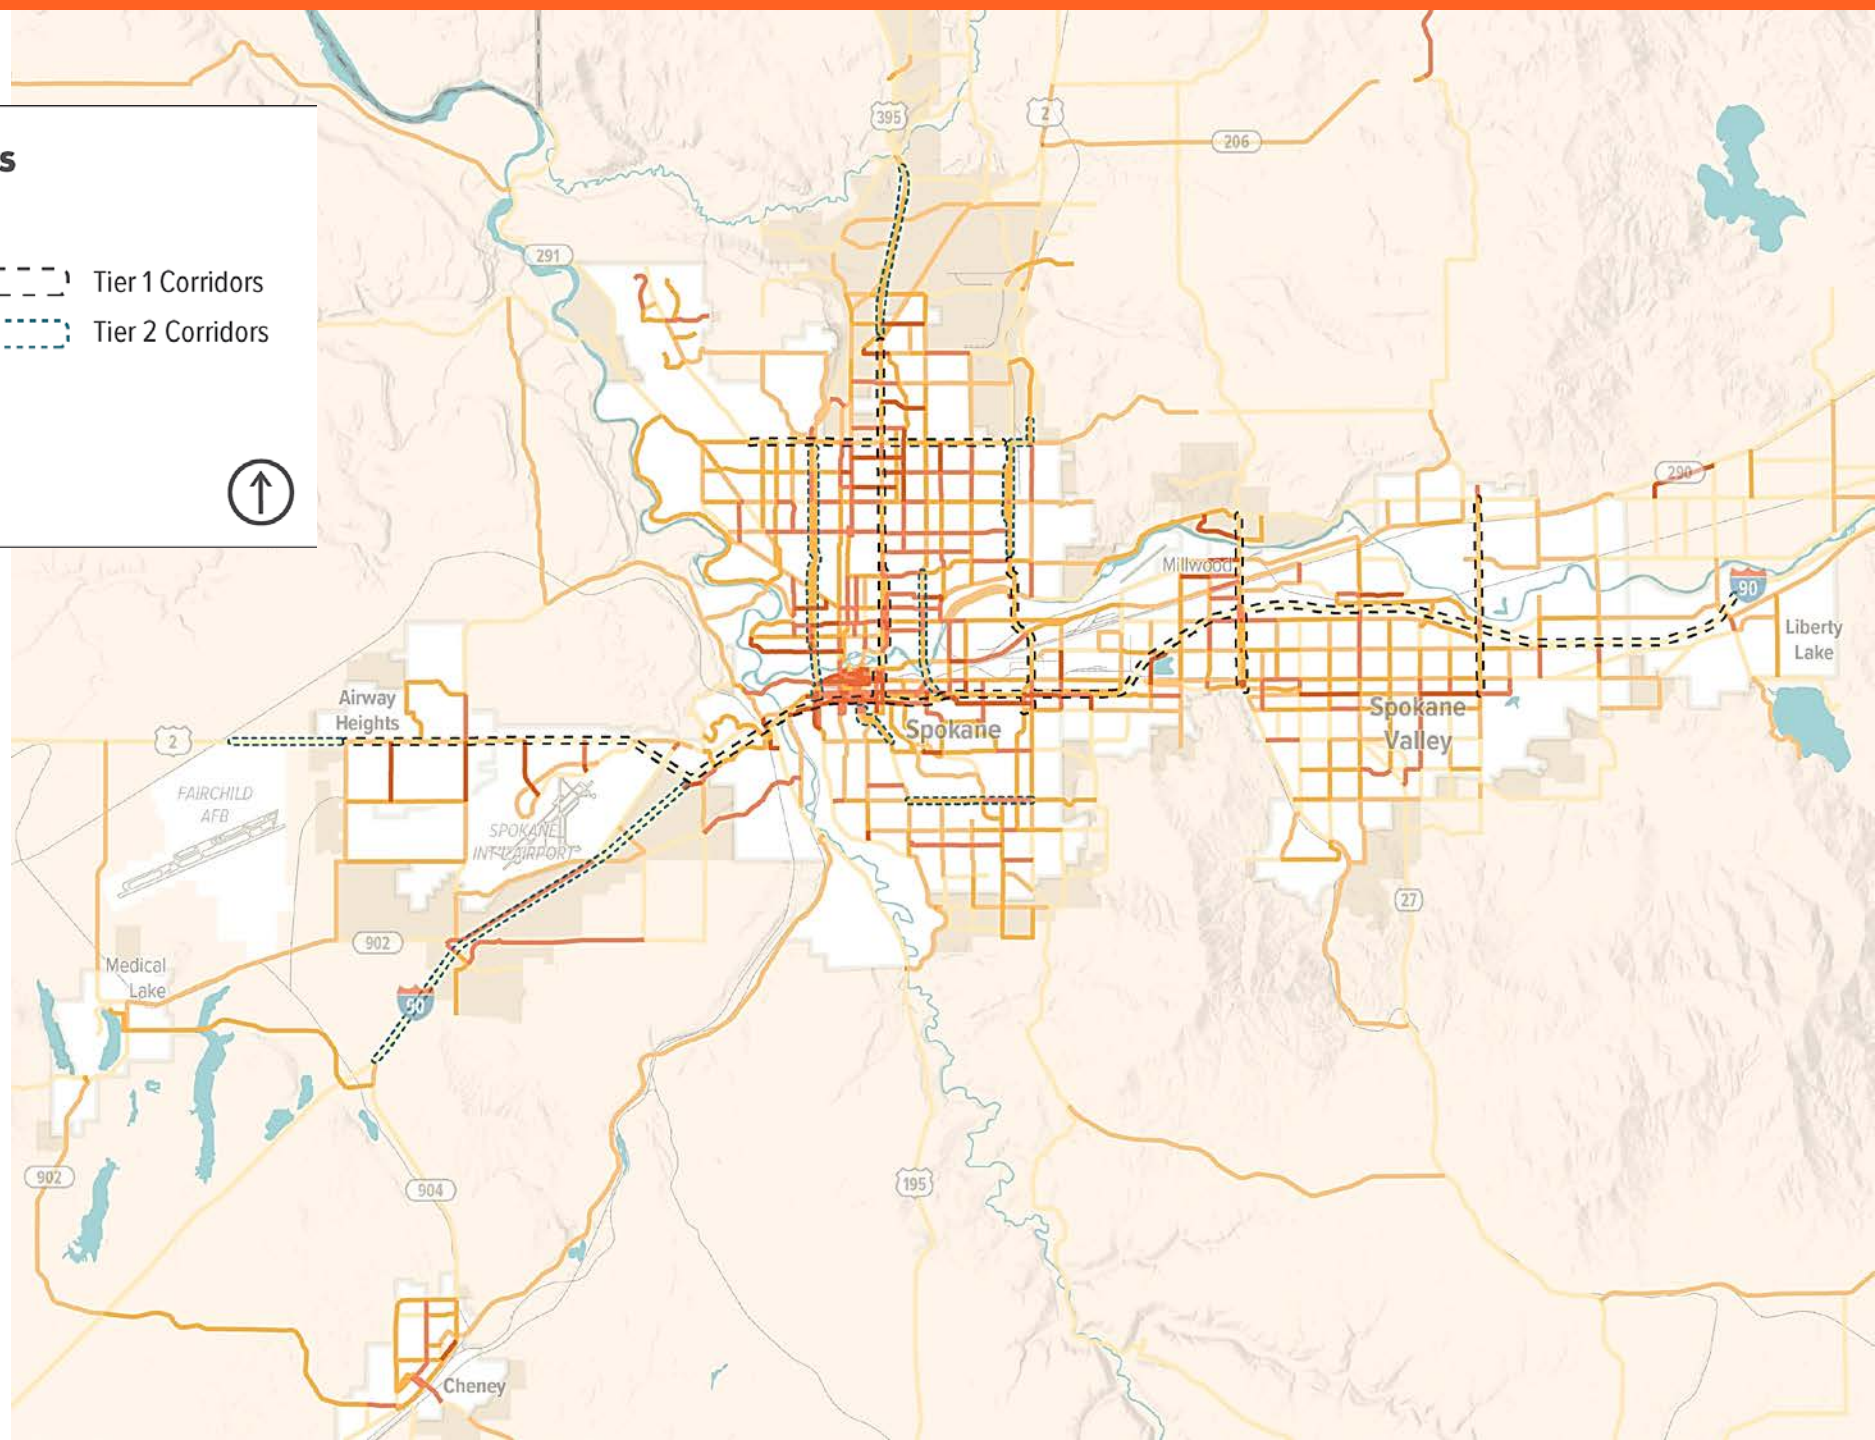 s
Tier 1 Corridors
Tier 2 Corridors
395
2
206
291
290
Millwood
90
Liberty
Lake
Airway
Heights
2
Spokane
Spokane
Valley
FAIRCHILD
AFB
SPOKANE
INT'L AIRPORT
27
902
Medical
Lake
90
902
904
195
Cheney